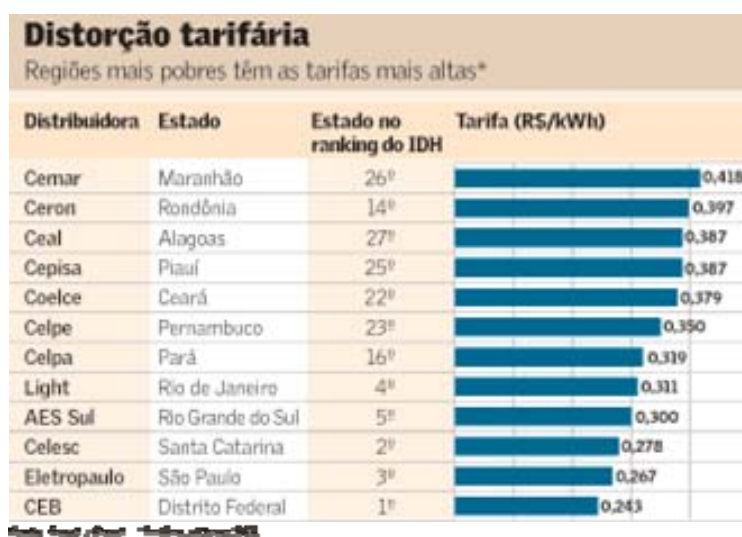 Distorção tarifária
Regiões mais pobres têm as tarifas mais altas*
Distribuidora Estado Estado no ranking do IDH Tarifa (R$/kWh)
Cemar Maranhão 26º 0,418
Ceron Rondônia 14º 0,397
Ceal Alagoas 27º 0,387
Cepisa Piauí 25º 0,387
Coelce Ceará 22º 0,379
Celpe Pernambuco 23º 0,350
Celpa Pará 16º 0,319
Light Rio de Janeiro 4º 0,311
AES Sul Rio Grande do Sul 5º 0,300
Celesc Santa Catarina 2º 0,278
Eletropaulo São Paulo 3º 0,267
CEB Distrito Federal 1º 0,243